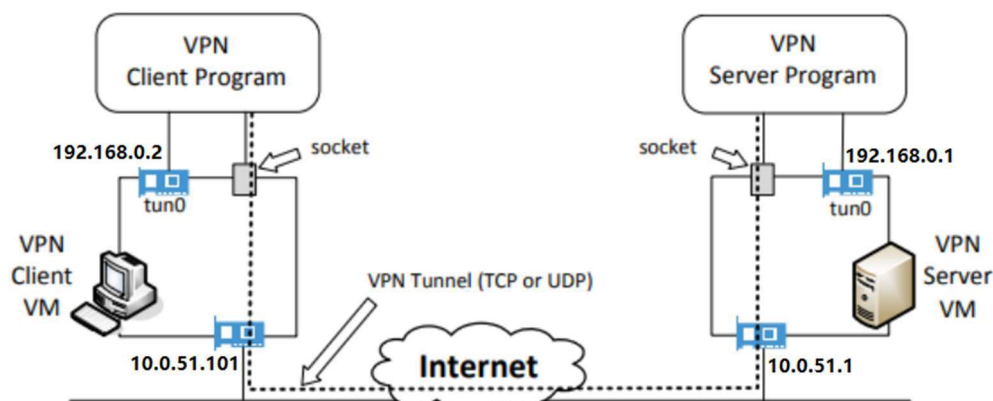 VPN
Client Program
VPN
Server Program
socket
socket
192.168.0.2
192.168.0.1
tun0
tun0
VPN
Client
VM
VPN
Server
VM
VPN Tunnel (TCP or UDP)
Internet
10.0.51.101
10.0.51.1